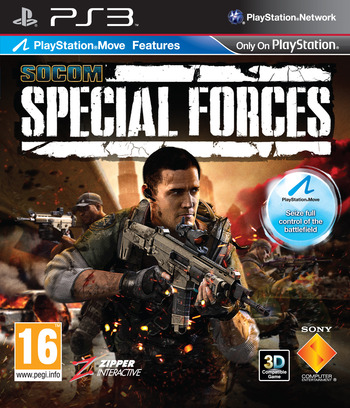 PS3
PlayStation®Network
PlayStation®Move Features
Only On PlayStation®
SOCOM
SPECIAL FORCES
PlayStation®Move
Seize full
control of the
battlefield
16
www.pegi.info
ZIPPER
INTERACTIVE
3D
Compatible
Game
SONY
COMPUTER
ENTERTAINMENT®